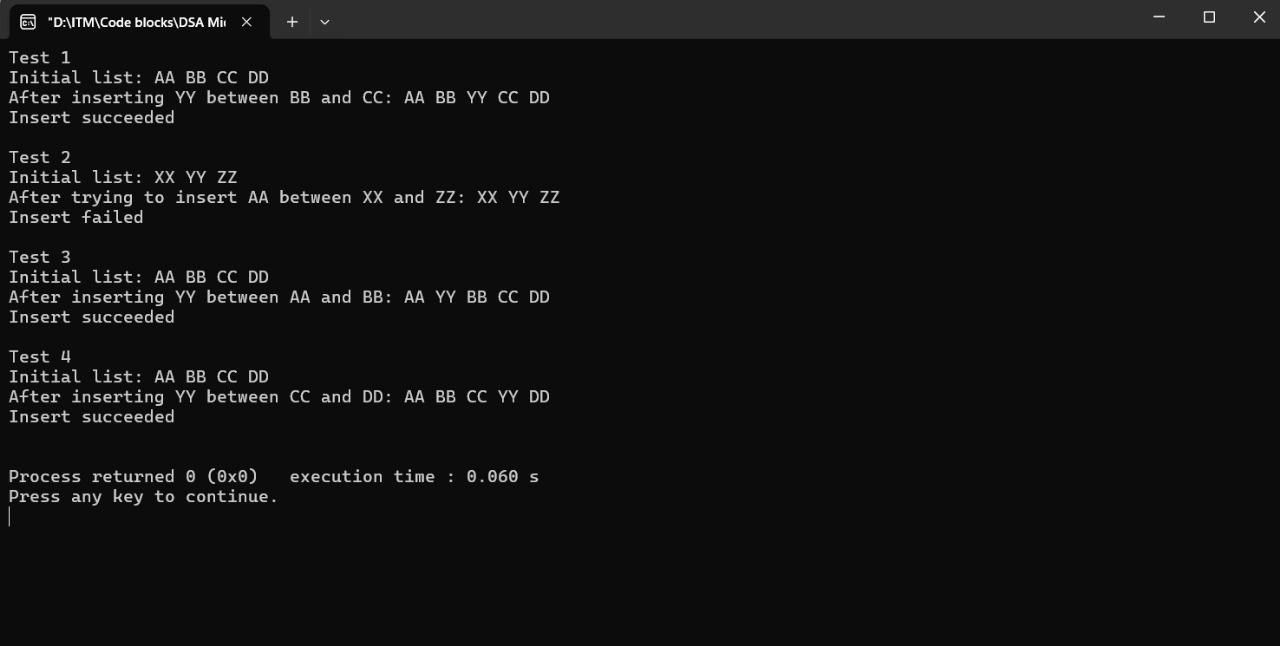 "D:\ITM\Code blocks\DSA Mi
Test 1
Initial list: AA BB CC DD
After inserting YY between BB and CC: AA BB YY CC DD
Insert succeeded
Test 2
Initial list: XX YY ZZ
After trying to insert AA between XX and ZZ: XX YY ZZ
Insert failed
Test 3
Initial list: AA BB CC DD
After inserting YY between AA and BB: AA YY BB CC DD
Insert succeeded
Test 4
Initial list: AA BB CC DD
After inserting YY between CC and DD: AA BB CC YY DD
Insert succeeded
Process returned 0 (0x0)   execution time : 0.060 s
Press any key to continue.